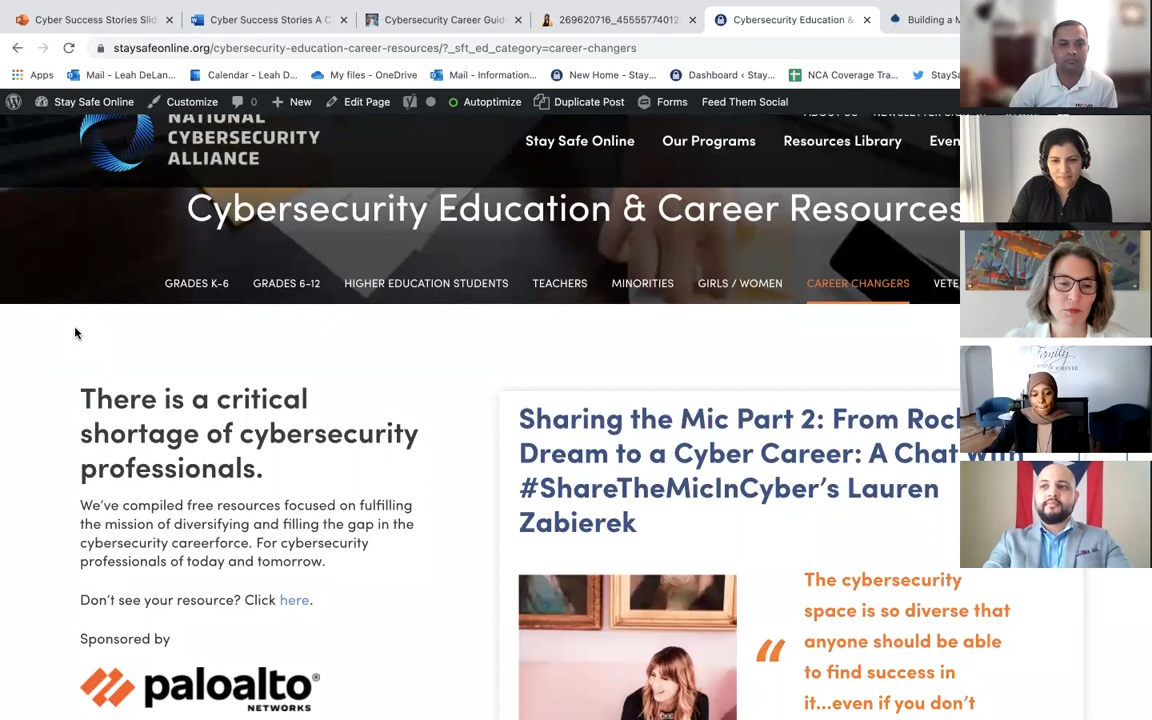 Cyber Success Stories Slid
Cyber Success Stories A C
Cybersecurity Career Guid
269620716_45555774012
Cybersecurity Education &
Building a M
staysafeonline.org/cybersecurity-education-career-resources/?_sft_ed_category=career-changers
Apps
Mail - Leah DeLan...
Calendar - Leah D...
My files - OneDrive
Mail - Information...
New Home - Stay...
Dashboard < Stay...
NCA Coverage Tra...
StaySa
Stay Safe Online
Customize
0
New
Edit Page
Autoptimize
Duplicate Post
Forms
Feed Them Social
NATIONAL
CYBERSECURITY
ALLIANCE
ABOUT US
Stay Safe Online
Our Programs
Resources Library
Even
Cybersecurity Education & Career Resources
GRADES K-6
GRADES 6-12
HIGHER EDUCATION STUDENTS
TEACHERS
MINORITIES
GIRLS / WOMEN
CAREER CHANGERS
VETE
There is a critical
shortage of cybersecurity
professionals.
We've compiled free resources focused on fulfilling
the mission of diversifying and filling the gap in the
cybersecurity careerforce. For cybersecurity
professionals of today and tomorrow.
Don't see your resource? Click here.
Sponsored by
paloalto®
NETWORKS
Sharing the Mic Part 2: From Rock
Dream to a Cyber Career: A Chat with
#ShareTheMicInCyber's Lauren
Zabierek
The cybersecurity
space is so diverse that
anyone should be able
to find success in
it...even if you don't
Family